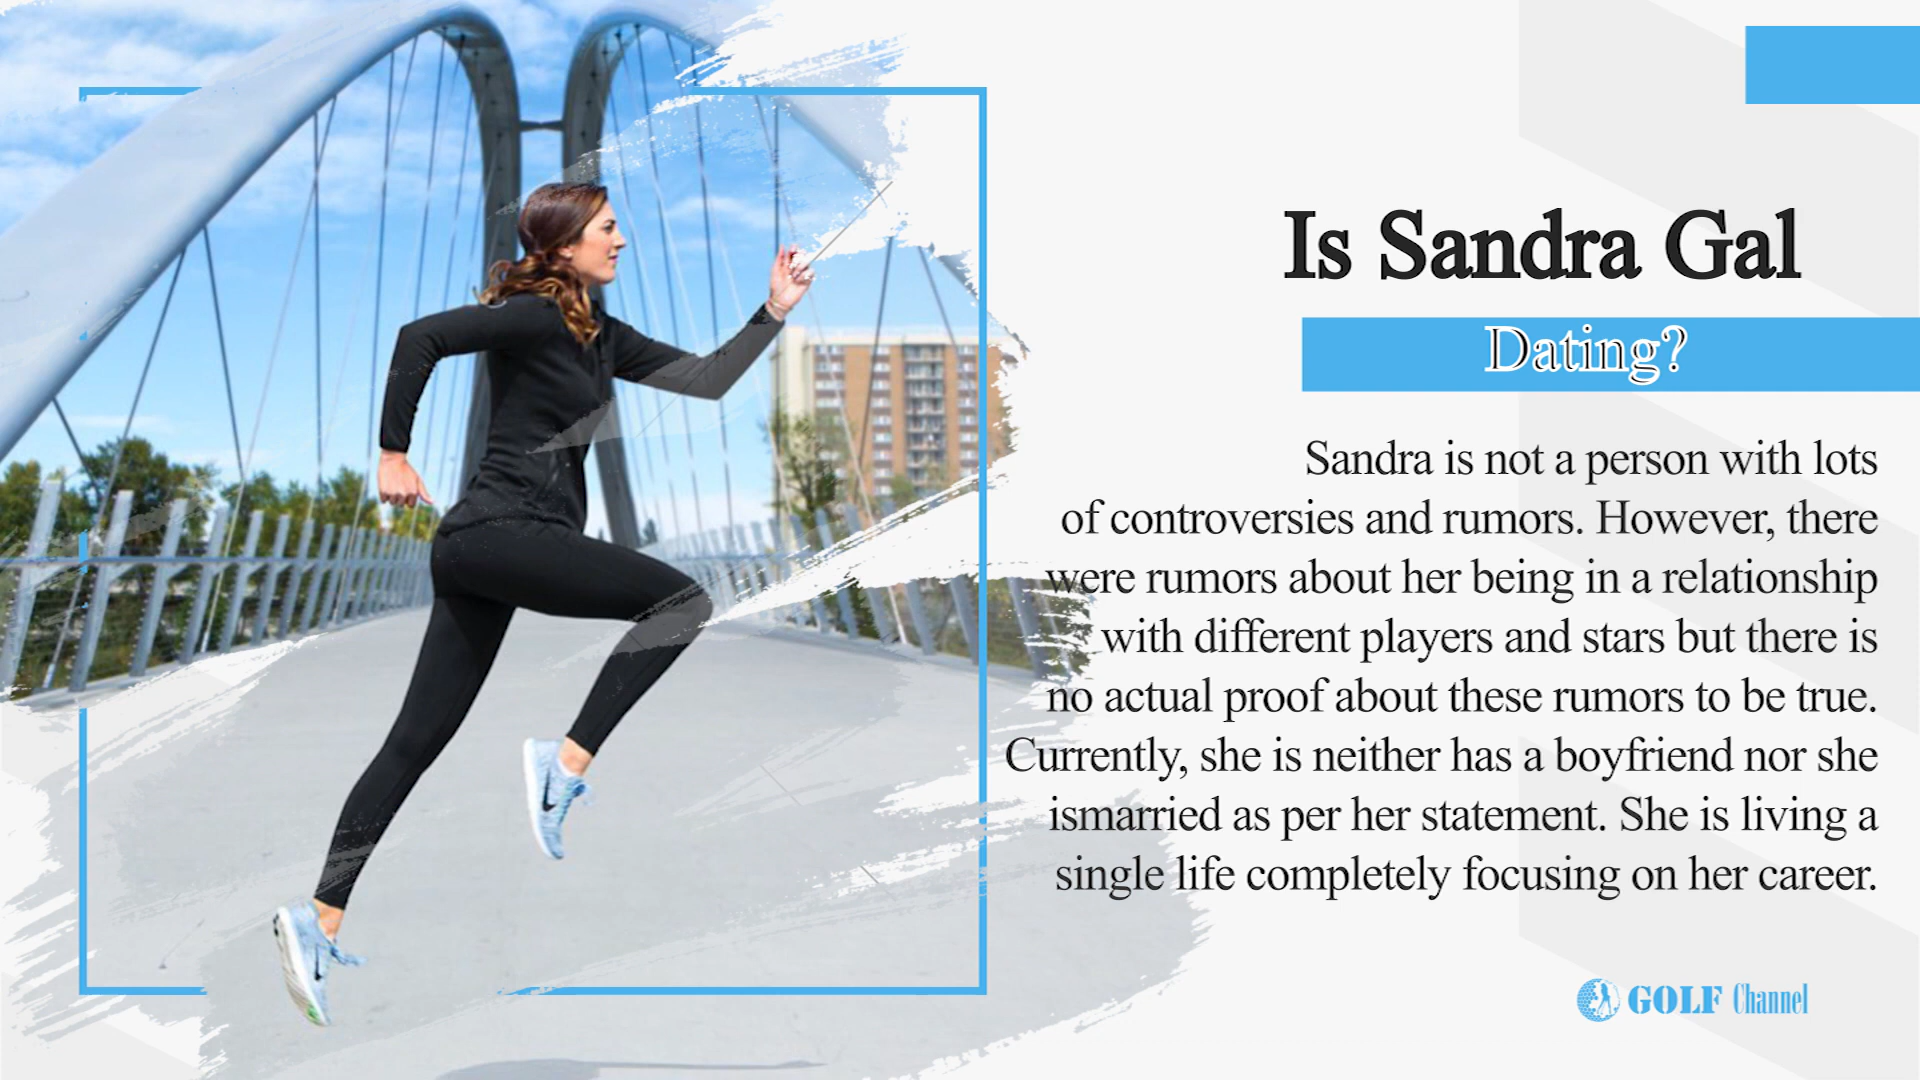 Is Sandra Gal
Dating?
Sandra is not a person with lots
of controversies and rumors. However, there
were rumors about her being in a relationship
with different players and stars but there is
no actual proof about these rumors to be true.
Currently, she is neither has a boyfriend nor she
ismarried as per her statement. She is living a
single life completely focusing on her career.
GOLF Channel